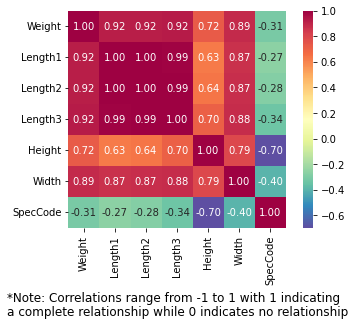 Weight 1.00 0.92 0.92 0.92 0.72 0.89 -0.31
Length1 0.92 1.00 1.00 0.99 0.63 0.87 -0.27
Length2 0.92 1.00 1.00 0.99 0.64 0.87 -0.28
Length3 0.92 0.99 0.99 1.00 0.70 0.88 -0.34
Height 0.72 0.63 0.64 0.70 1.00 0.79 -0.70
Width 0.89 0.87 0.87 0.88 0.79 1.00 -0.40
SpecCode -0.31 -0.27 -0.28 -0.34 -0.70 -0.40 1.00
Weight
Length1
Length2
Length3
Height
Width
SpecCode
1.0
0.8
0.6
0.4
0.2
0.0
−0.2
−0.4
−0.6
*Note: Correlations range from -1 to 1 with 1 indicating
a complete relationship while 0 indicates no relationship